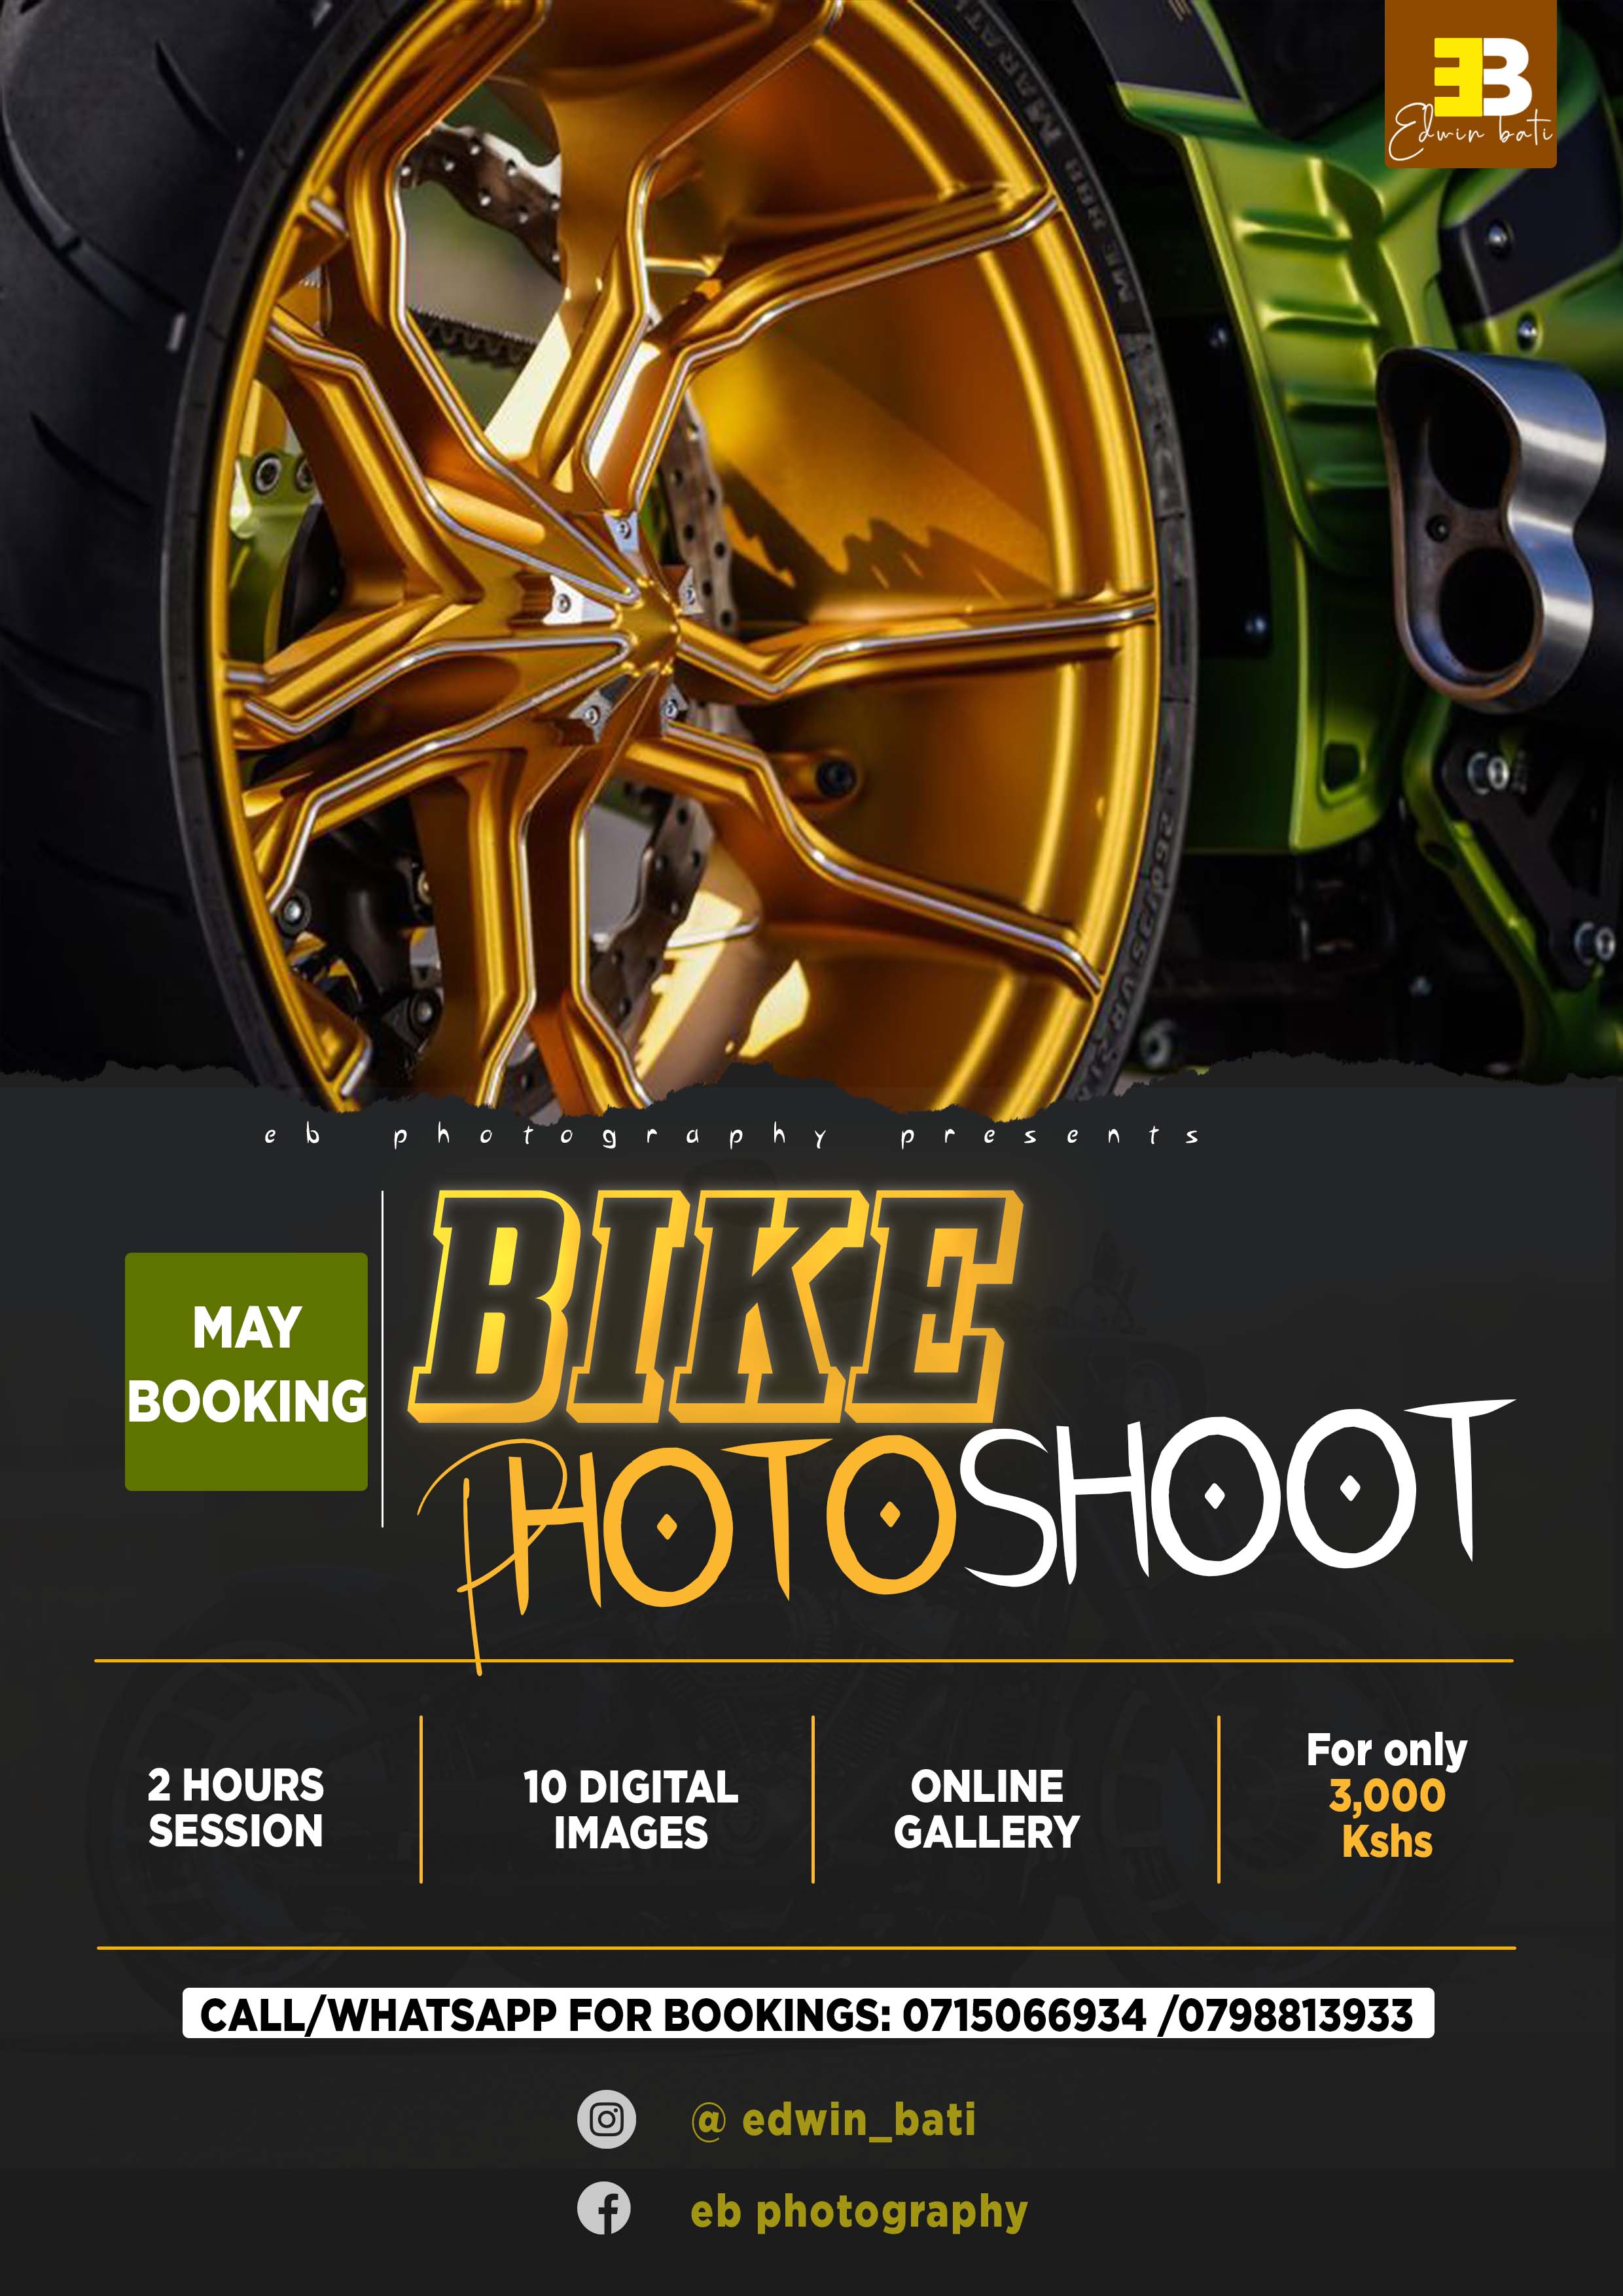 EB
Edwin bati
eb photography presents
MAY
BOOKING
BIKE
PHOTOSHOOT
2 HOURS
SESSION
10 DIGITAL
IMAGES
ONLINE
GALLERY
For only
3,000
Kshs
CALL/WHATSAPP FOR BOOKINGS: 0715066934 /0798813933
@ edwin_bati
eb photography